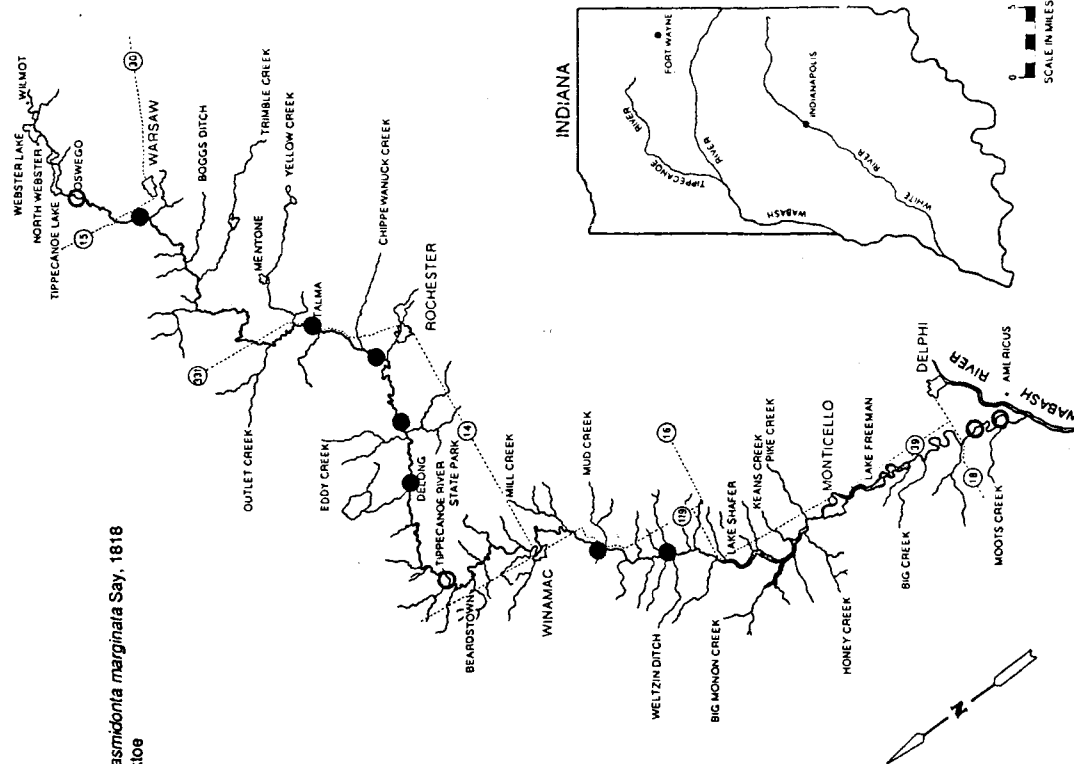 asmidonta marginata Say, 1818
toe
WEBSTER LAKE
WILMOT
NORTH WEBSTER
TIPPECANOE LAKE
OSWEGO
15
30
WARSAW
BOGGS DITCH
TRIMBLE CREEK
YELLOW CREEK
MENTONE
331
TALMA
CHIPPEWANUCK CREEK
OUTLET CREEK
ROCHESTER
EDDY CREEK
DELONG
14
TIPPECANOE RIVER
STATE PARK
MILL CREEK
BEARDSTOWN
WINAMAC
MUD CREEK
16
119
WELTZIN DITCH
LAKE SHAFER
KEANS CREEK
PIKE CREEK
BIG MONON CREEK
HONEY CREEK
MONTICELLO
LAKE FREEMAN
39
BIG CREEK
18
MOOTS CREEK
DELPHI
AMERICUS
WABASH
RIVER
N
INDIANA
FORT WAYNE
TIPPECANOE
RIVER
WABASH
RIVER
INDIANAPOLIS
WHITE
RIVER
0 5
SCALE IN MILES